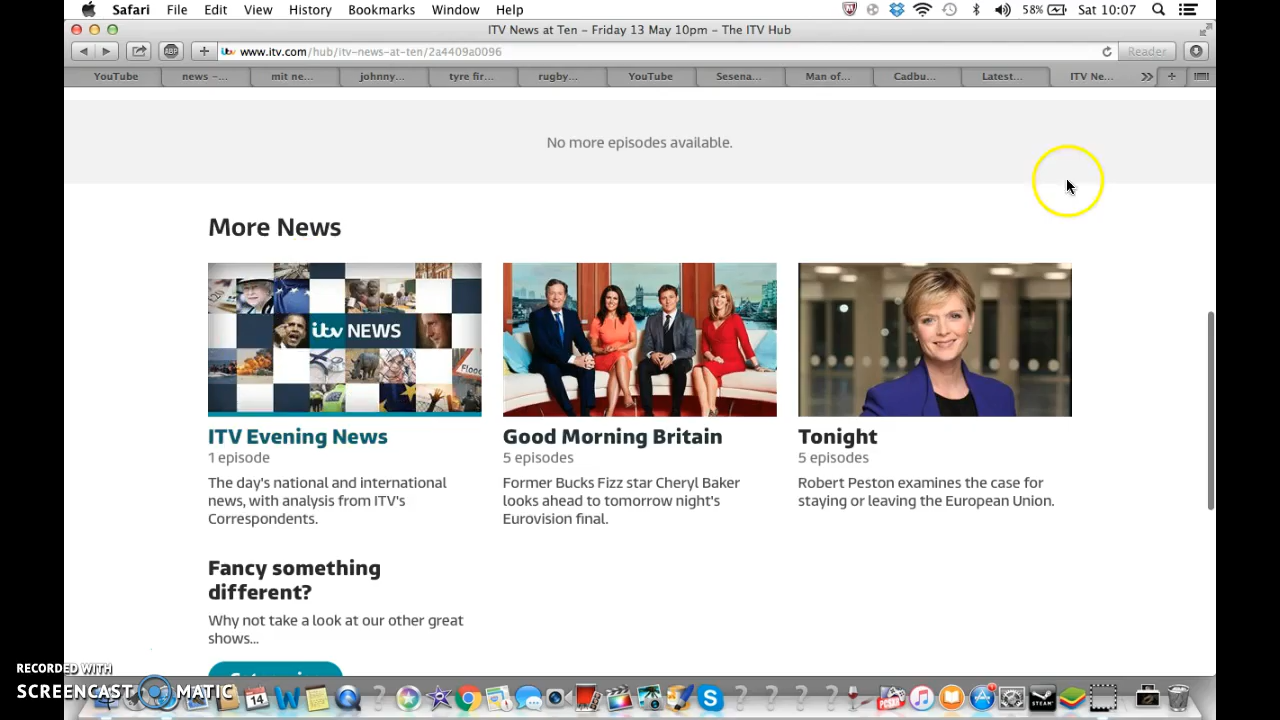 Safari File Edit View History Bookmarks Window Help 58% Sat 10:07
ITV News at Ten - Friday 13 May 10pm - The ITV Hub
ABP + itv www.itv.com/hub/itv-news-at-ten/2a4409a0096 Reader
YouTube news –... mit ne... johnny... tyre fir... rugby... YouTube Sesena... Man of... Cadbu... Latest... ITV Ne... >> +
No more episodes available.
More News
itv NEWS
ITV Evening News
1 episode
The day's national and international
news, with analysis from ITV's
Correspondents.
Good Morning Britain
5 episodes
Former Bucks Fizz star Cheryl Baker
looks ahead to tomorrow night's
Eurovision final.
Tonight
5 episodes
Robert Peston examines the case for
staying or leaving the European Union.
Fancy something
different?
Why not take a look at our other great
shows...
RECORDED WITH
SCREENCAST MATIC
14
STEAM